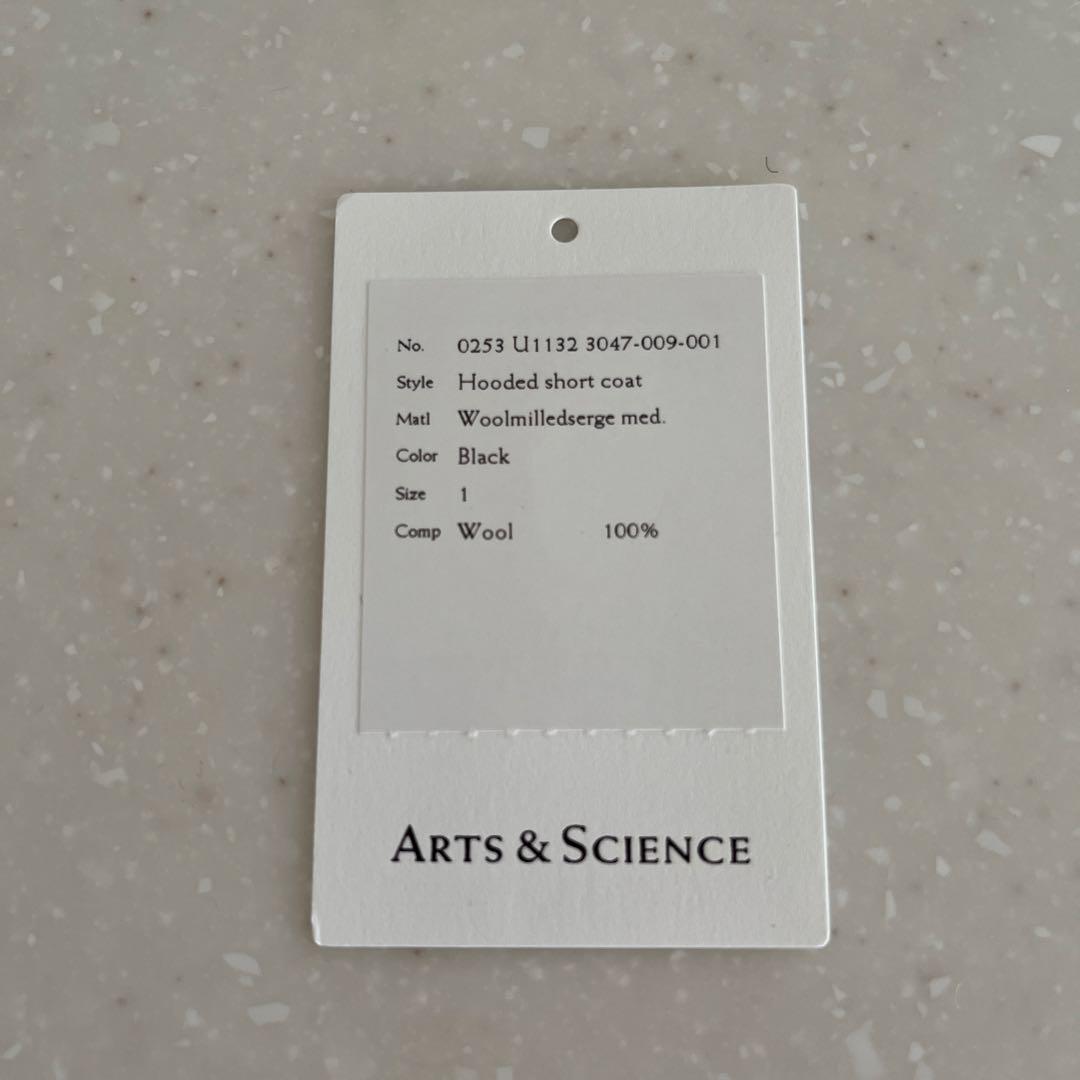 No. 0253 U1132 3047-009-001
Style Hooded short coat
Matl Woolmilledserge med.
Color Black
Size 1
Comp Wool 100%
ARTS & SCIENCE